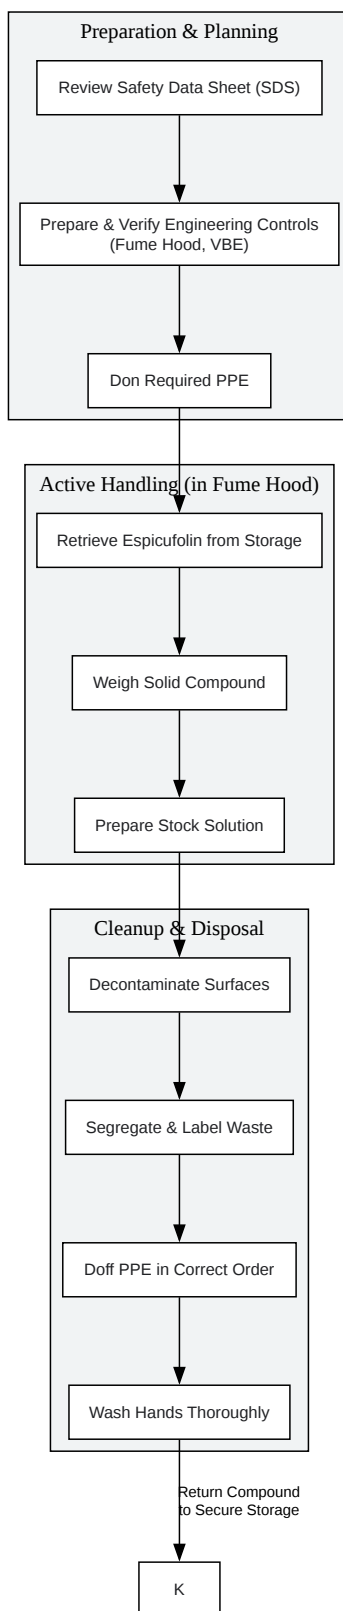 Preparation & Planning
Review Safety Data Sheet (SDS)
Prepare & Verify Engineering Controls
(Fume Hood, VBE)
Don Required PPE
Active Handling (in Fume Hood)
Retrieve Espicufolin from Storage
Weigh Solid Compound
Prepare Stock Solution
Cleanup & Disposal
Decontaminate Surfaces
Segregate & Label Waste
Doff PPE in Correct Order
Wash Hands Thoroughly
Return Compound
to Secure Storage
K